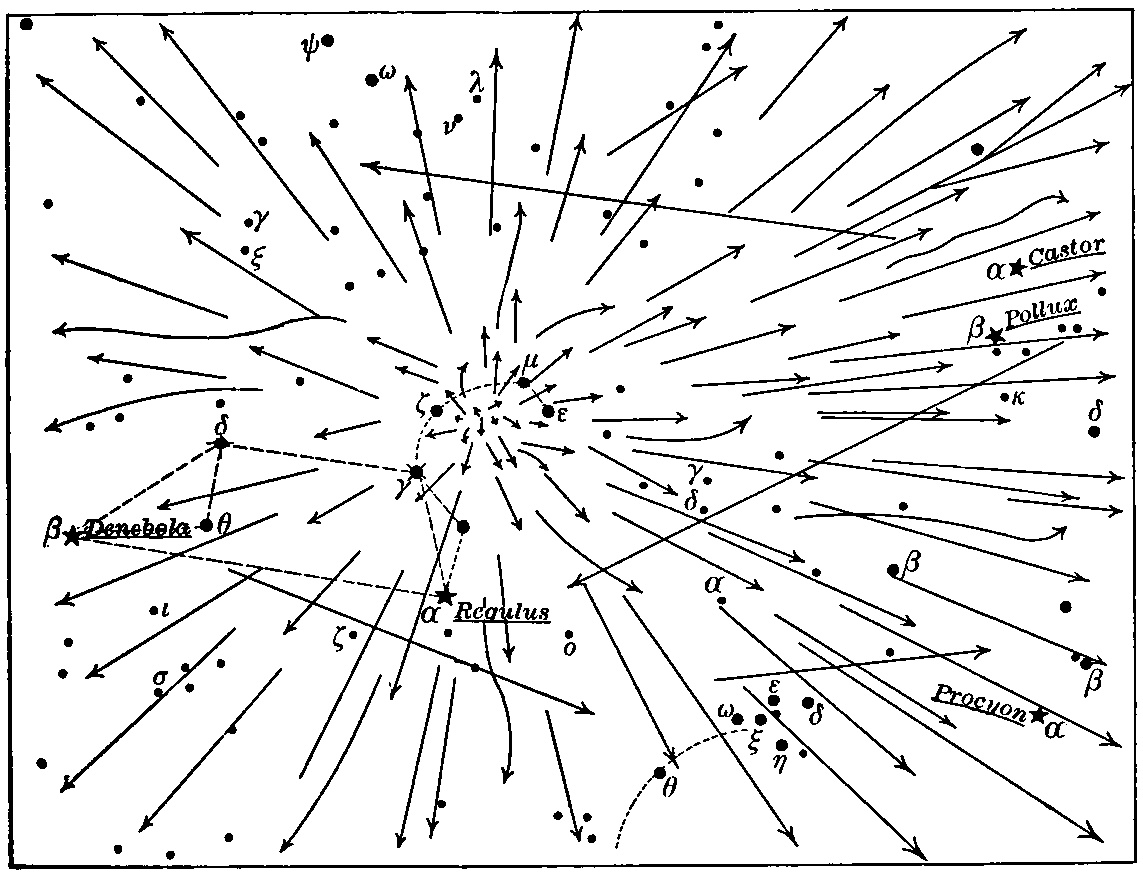 ψ
ω
λ
ν
γ
ξ
α Castor
β Pollux
μ
ζ
ε
κ
δ
δ
γ
γ
δ
β Denebola
θ
β
α
α Regulus
ι
ζ
ο
σ
β
ε
Procyon
α
ω
δ
ξ
η
θ